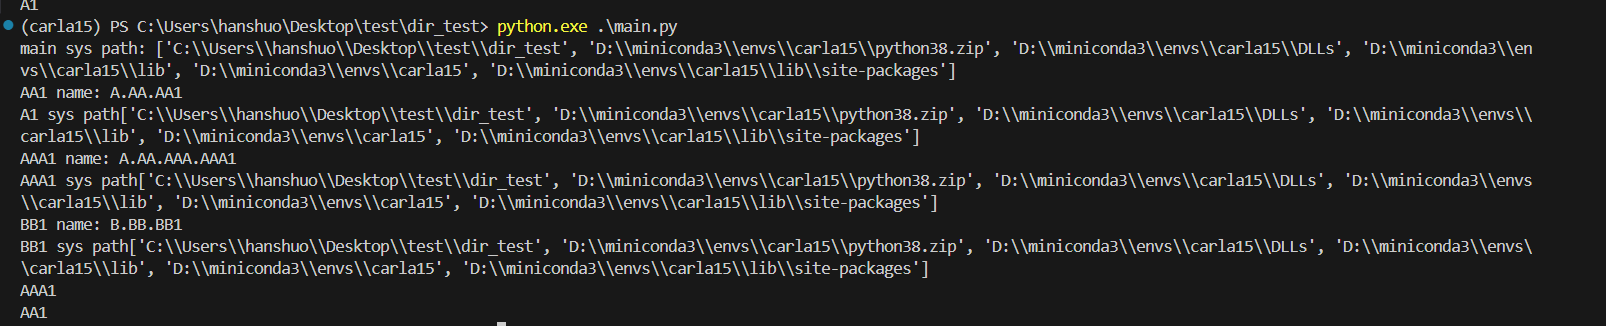 A1
(carla15) PS C:\Users\hanshuo\Desktop\test\dir_test> python.exe .\main.py
main sys path: ['C:\\Users\\hanshuo\\Desktop\\test\\dir_test', 'D:\\miniconda3\\envs\\carla15\\python38.zip', 'D:\\miniconda3\\envs\\carla15\\DLLs', 'D:\\miniconda3\\en
vs\\carla15\\lib', 'D:\\miniconda3\\envs\\carla15', 'D:\\miniconda3\\envs\\carla15\\lib\\site-packages']
AA1 name: A.AA.AA1
A1 sys path['C:\\Users\\hanshuo\\Desktop\\test\\dir_test', 'D:\\miniconda3\\envs\\carla15\\python38.zip', 'D:\\miniconda3\\envs\\carla15\\DLLs', 'D:\\miniconda3\\envs\\
carla15\\lib', 'D:\\miniconda3\\envs\\carla15', 'D:\\miniconda3\\envs\\carla15\\lib\\site-packages']
AAA1 name: A.AA.AAA.AAA1
AAA1 sys path['C:\\Users\\hanshuo\\Desktop\\test\\dir_test', 'D:\\miniconda3\\envs\\carla15\\python38.zip', 'D:\\miniconda3\\envs\\carla15\\DLLs', 'D:\\miniconda3\\envs
\\carla15\\lib', 'D:\\miniconda3\\envs\\carla15', 'D:\\miniconda3\\envs\\carla15\\lib\\site-packages']
BB1 name: B.BB.BB1
BB1 sys path['C:\\Users\\hanshuo\\Desktop\\test\\dir_test', 'D:\\miniconda3\\envs\\carla15\\python38.zip', 'D:\\miniconda3\\envs\\carla15\\DLLs', 'D:\\miniconda3\\envs\
\carla15\\lib', 'D:\\miniconda3\\envs\\carla15', 'D:\\miniconda3\\envs\\carla15\\lib\\site-packages']
AAA1
AA1